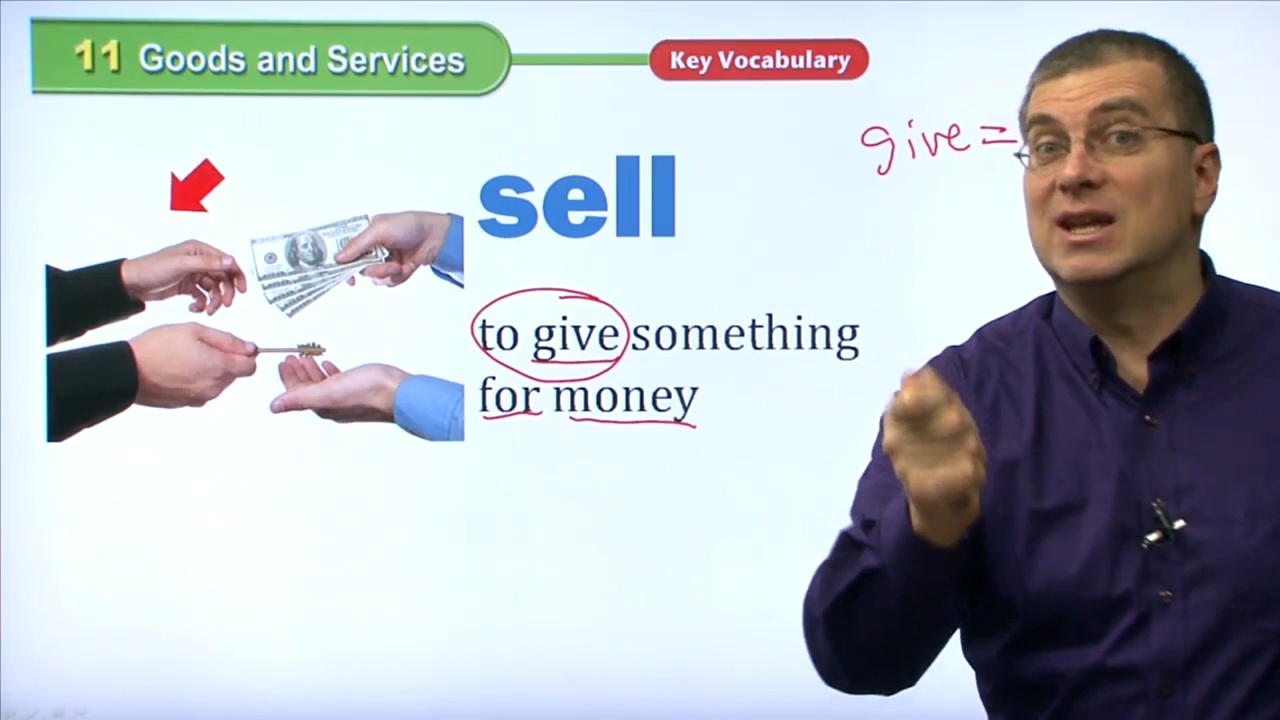 11 Goods and Services
Key Vocabulary
give=
sell
to give something
for money